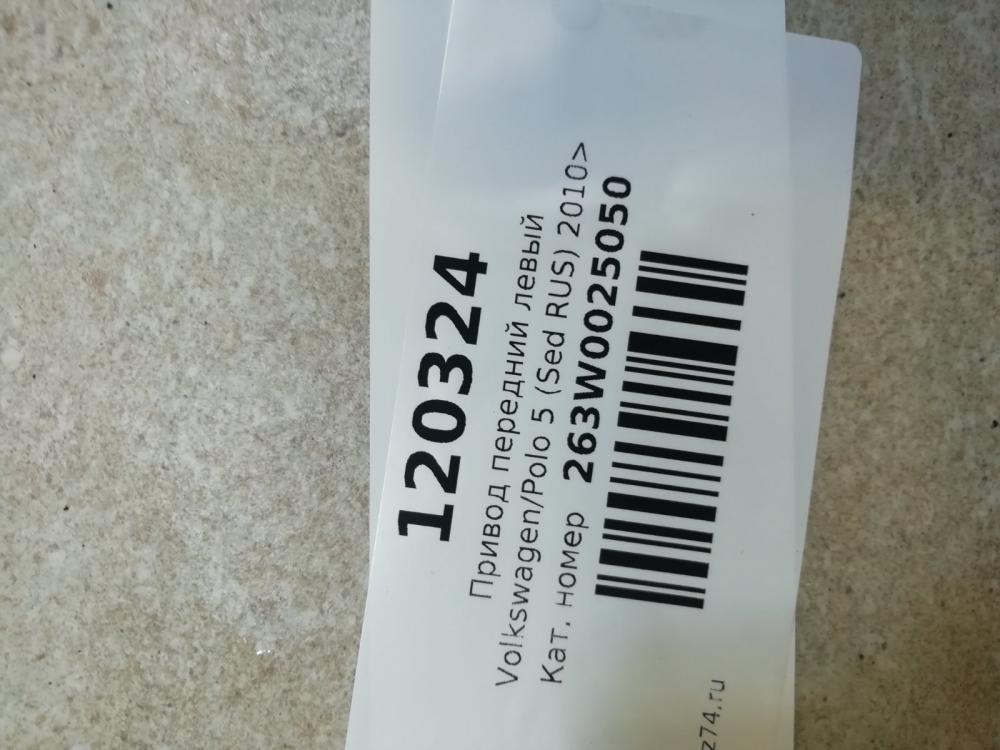 120324
Привод передний левый
Volkswagen/Polo 5 (Sed RUS) 2010>
Кат. номер 263W0025050
z74.ru